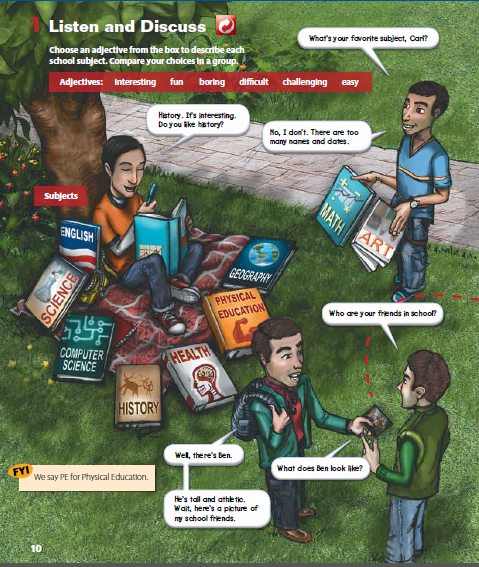 1 Listen and Discuss
Choose an adjective from the box to describe each
school subject. Compare your choices in a group.
Adjectives: interesting fun boring difficult challenging easy
What's your favorite subject, Carl?
History. It's interesting.
Do you like history?
No, I don't. There are too
many names and dates.
Subjects
MATH
ART
ENGLISH
SCIENCE
COMPUTER
SCIENCE
HISTORY
HEALTH
PHYSICAL
EDUCATION
GEOGRAPHY
Who are your friends in school?
Well, there's Ben.
What does Ben look like?
He's tall and athletic.
Wait, here's a picture of
my school friends.
FYI
We say PE for Physical Education.
10